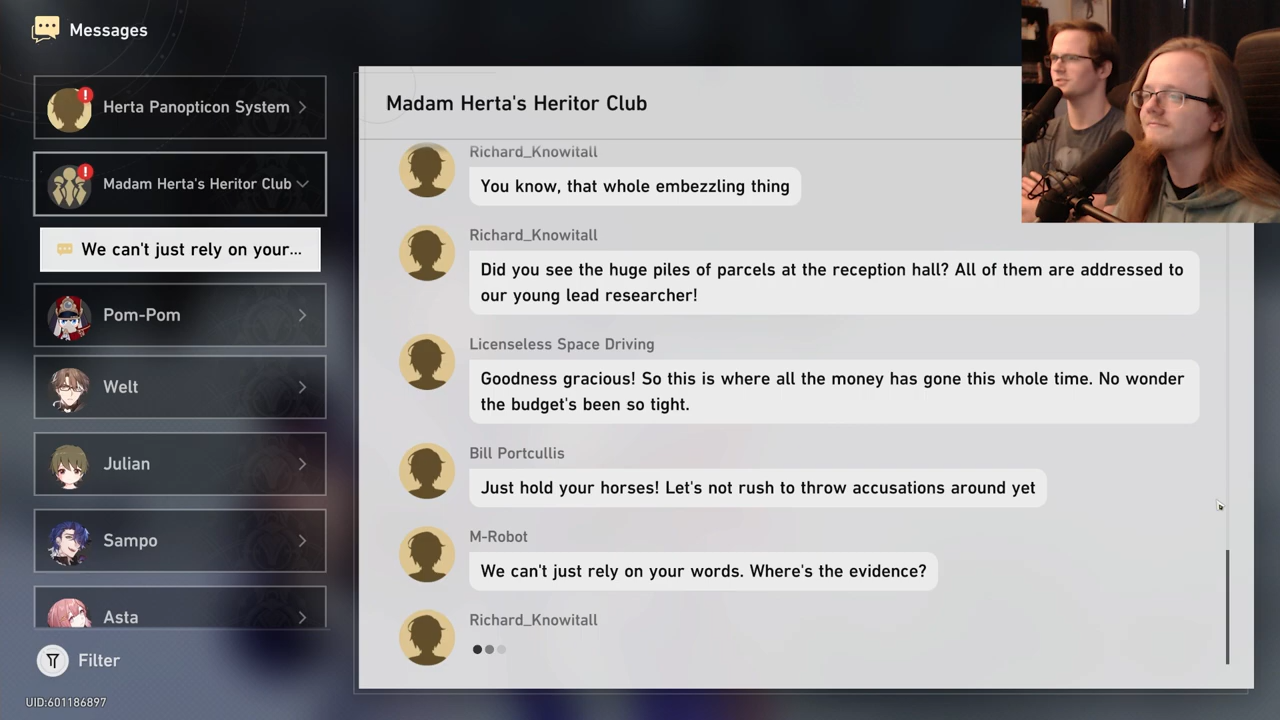 Messages
Herta Panopticon System
Madam Herta's Heritor Club
We can't just rely on your...
Pom-Pom
Welt
Julian
Sampo
Asta
Filter
UID:601186897
Madam Herta's Heritor Club
Richard_Knowitall
You know, that whole embezzling thing
Richard_Knowitall
Did you see the huge piles of parcels at the reception hall? All of them are addressed to
our young lead researcher!
Licenseless Space Driving
Goodness gracious! So this is where all the money has gone this whole time. No wonder
the budget's been so tight.
Bill Portcullis
Just hold your horses! Let's not rush to throw accusations around yet
M-Robot
We can't just rely on your words. Where's the evidence?
Richard_Knowitall